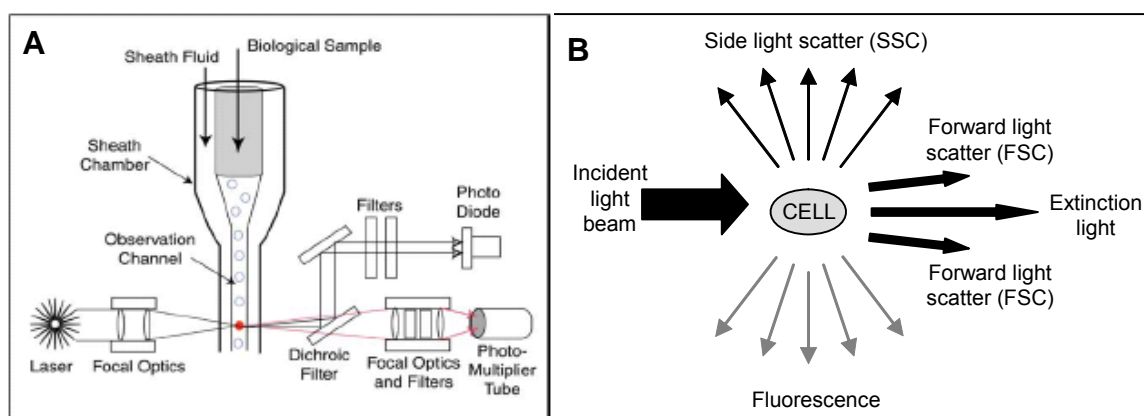 A
Biological Sample
Sheath Fluid
Sheath
Chamber
Observation
Channel
Filters
Photo
Diode
Laser
Focal Optics
Dichroic
Filter
Focal Optics
and Filters
Photo-
Multiplier
Tube
B
Side light scatter (SSC)
Forward light
scatter (FSC)
Incident
light
beam
CELL
Extinction
light
Forward light
scatter (FSC)
Fluorescence